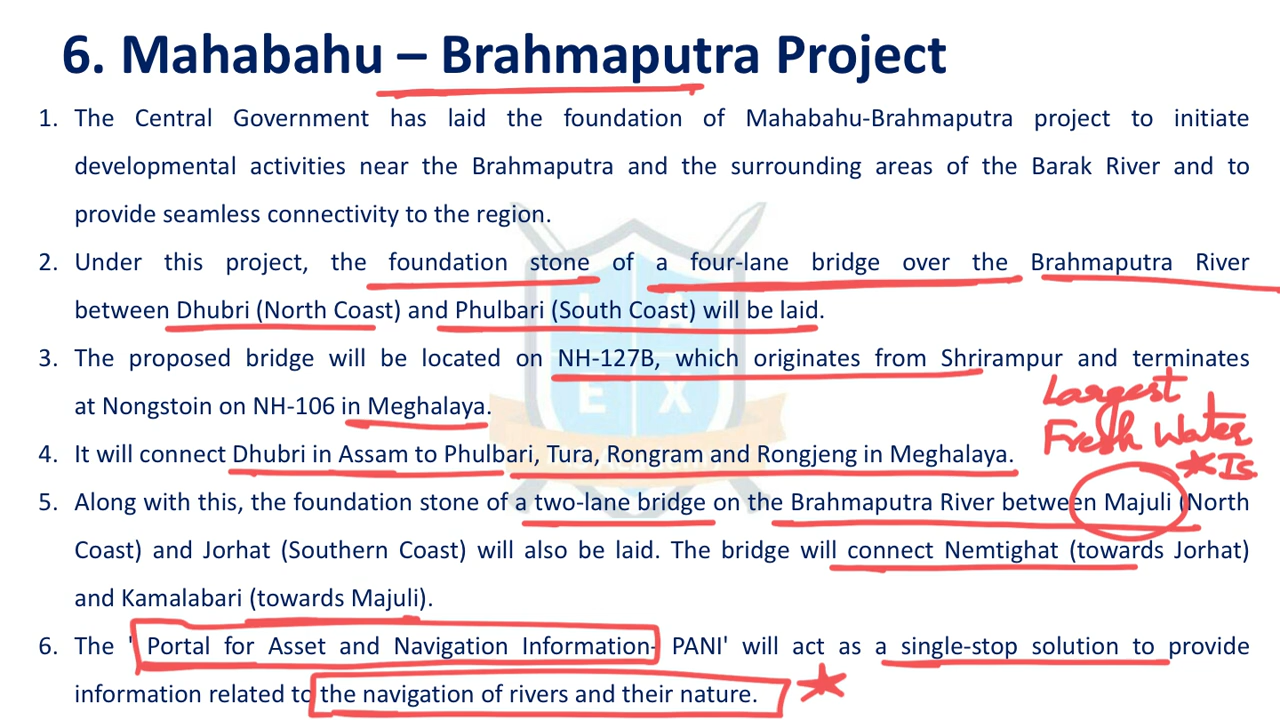 6. Mahabahu – Brahmaputra Project
1. The Central Government has laid the foundation of Mahabahu-Brahmaputra project to initiate
developmental activities near the Brahmaputra and the surrounding areas of the Barak River and to
provide seamless connectivity to the region.
2. Under this project, the foundation stone of a four-lane bridge over the Brahmaputra River
between Dhubri (North Coast) and Phulbari (South Coast) will be laid.
3. The proposed bridge will be located on NH-127B, which originates from Shrirampur and terminates
at Nongstoin on NH-106 in Meghalaya.
Largest
Fresh Water
Is
4. It will connect Dhubri in Assam to Phulbari, Tura, Rongram and Rongjeng in Meghalaya.
5. Along with this, the foundation stone of a two-lane bridge on the Brahmaputra River between Majuli (North
Coast) and Jorhat (Southern Coast) will also be laid. The bridge will connect Nemtighat (towards Jorhat)
and Kamalabari (towards Majuli).
6. The ' Portal for Asset and Navigation Information- PANI' will act as a single-stop solution to provide
information related to the navigation of rivers and their nature.